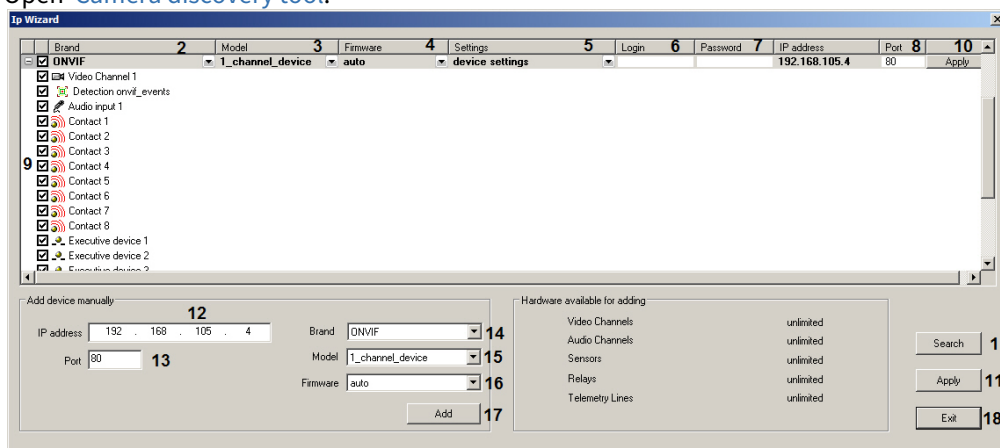 Open Camera discovery tool.
Ip Wizard
Brand 2 Model 3 Firmware 4 Settings 5 Login 6 Password 7 IP address Port 8 10
ONVIF 1_channel_device auto device settings 192.168.105.4 80 Apply
Video Channel 1
Detection onvif_events
Audio input 1
Contact 1
Contact 2
Contact 3
9 Contact 4
Contact 5
Contact 6
Contact 7
Contact 8
Executive device 1
Executive device 2
Executive device 3
Add device manually
12
IP address 192 . 168 . 105 . 4
Port 80 13
Brand ONVIF 14
Model 1_channel_device 15
Firmware auto 16
Add 17
Hardware available for adding
Video Channels unlimited
Audio Channels unlimited
Sensors unlimited
Relays unlimited
Telemetry Lines unlimited
Search 1
Apply 11
Exit 18